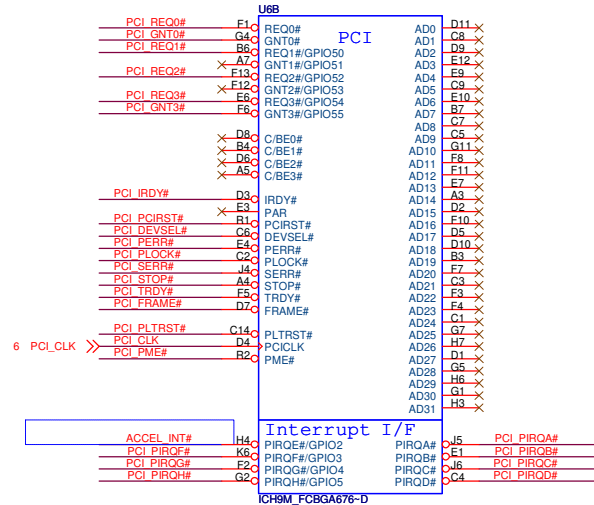 U6B
PCI
PCI_REQ0# F1 REQ0# AD0 D11
PCI_GNT0# G4 GNT0# AD1 C8
PCI_REQ1# B6 REQ1#/GPIO50 AD2 D9
A7 GNT1#/GPIO51 AD3 E12
PCI_REQ2# F13 REQ2#/GPIO52 AD4 E9
F12 GNT2#/GPIO53 AD5 C9
PCI_REQ3# E6 REQ3#/GPIO54 AD6 E10
PCI_GNT3# F6 GNT3#/GPIO55 AD7 B7
AD8 C7
D8 C/BE0# AD9 C5
B4 C/BE1# AD10 G11
D6 C/BE2# AD11 F8
A5 C/BE3# AD12 F11
AD13 E7
PCI_IRDY# D3 IRDY# AD14 A3
E3 PAR AD15 D2
PCI_PCIRST# R1 PCIRST# AD16 F10
PCI_DEVSEL# C6 DEVSEL# AD17 D5
PCI_PERR# E4 PERR# AD18 D10
PCI_PLOCK# C2 PLOCK# AD19 B3
PCI_SERR# J4 SERR# AD20 F7
PCI_STOP# A4 STOP# AD21 C3
PCI_TRDY# F5 TRDY# AD22 F3
PCI_FRAME# D7 FRAME# AD23 F4
AD24 C1
PCI_PLTRST# C14 PLTRST# AD25 G7
6 PCI_CLK PCI_CLK D4 PCICLK AD26 H7
PCI_PME# R2 PME# AD27 D1
AD28 G5
AD29 H6
AD30 G1
AD31 H3
Interrupt I/F
ACCEL_INT# H4 PIRQE#/GPIO2 PIRQA# J5 PCI_PIRQA#
PCI_PIRQF# K6 PIRQF#/GPIO3 PIRQB# E1 PCI_PIRQB#
PCI_PIRQG# F2 PIRQG#/GPIO4 PIRQC# J6 PCI_PIRQC#
PCI_PIRQH# G2 PIRQH#/GPIO5 PIRQD# C4 PCI_PIRQD#
ICH9M_FCBGA676~D